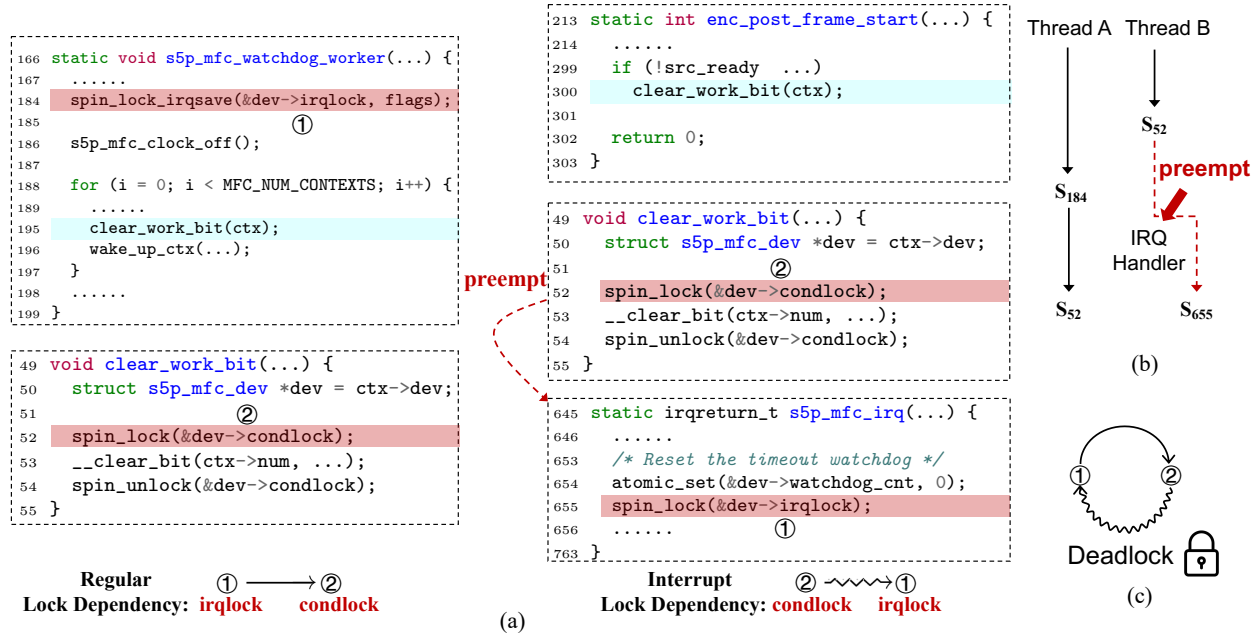 166 static void s5p_mfc_watchdog_worker(...) {
167   ......
184   spin_lock_irqsave(&dev->irqlock, flags);
185 ①
186   s5p_mfc_clock_off();
187
188   for (i = 0; i < MFC_NUM_CONTEXTS; i++) {
189     ......
195     clear_work_bit(ctx);
196     wake_up_ctx(...);
197   }
198   ......
199 }
49 void clear_work_bit(...) {
50   struct s5p_mfc_dev *dev = ctx->dev;
51 ②
52   spin_lock(&dev->condlock);
53   __clear_bit(ctx->num, ...);
54   spin_unlock(&dev->condlock);
55 }
Regular
Lock Dependency:
① ②
irqlock condlock
213 static int enc_post_frame_start(...) {
214   ......
299   if (!src_ready  ...)
300     clear_work_bit(ctx);
301
302   return 0;
303 }
49 void clear_work_bit(...) {
50   struct s5p_mfc_dev *dev = ctx->dev;
51 ②
52   spin_lock(&dev->condlock);
53   __clear_bit(ctx->num, ...);
54   spin_unlock(&dev->condlock);
55 }
preempt
645 static irqreturn_t s5p_mfc_irq(...) {
646   ......
653   /* Reset the timeout watchdog */
654   atomic_set(&dev->watchdog_cnt, 0);
655   spin_lock(&dev->irqlock);
656   ...... ①
763 }
Interrupt
Lock Dependency:
② ①
condlock irqlock
(a)
Thread A Thread B
S52
preempt
S184
IRQ
Handler
S52 S655
(b)
① ②
Deadlock
(c)